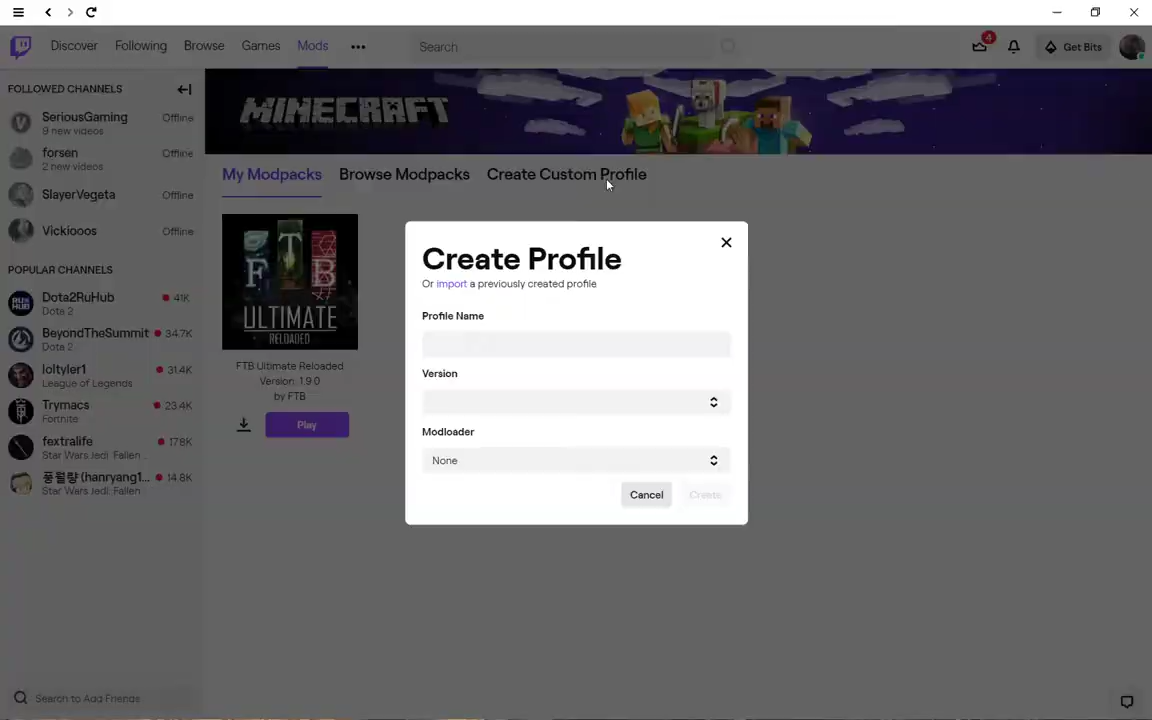 Discover
Following
Browse
Games
Mods
Search
4
Get Bits
FOLLOWED CHANNELS
SeriousGaming
Offline
9 new videos
forsen
Offline
2 new videos
SlayerVegeta
Offline
Vickiooos
Offline
POPULAR CHANNELS
Dota2RuHub
41K
Dota 2
BeyondTheSummit
34.7K
Dota 2
loltyler1
31.4K
League of Legends
Trymacs
23.4K
Fortnite
fextralife
17.8K
Star Wars Jedi: Fallen ...
풍월량 (hanryang1...
14.8K
Star Wars Jedi: Fallen ...
Search to Add Friends
MINECRAFT
My Modpacks
Browse Modpacks
Create Custom Profile
FTB
ULTIMATE
RELOADED
FTB Ultimate Reloaded
Version: 1.9.0
by FTB
Play
Create Profile
Or import a previously created profile
Profile Name
Version
Modloader
None
Cancel
Create